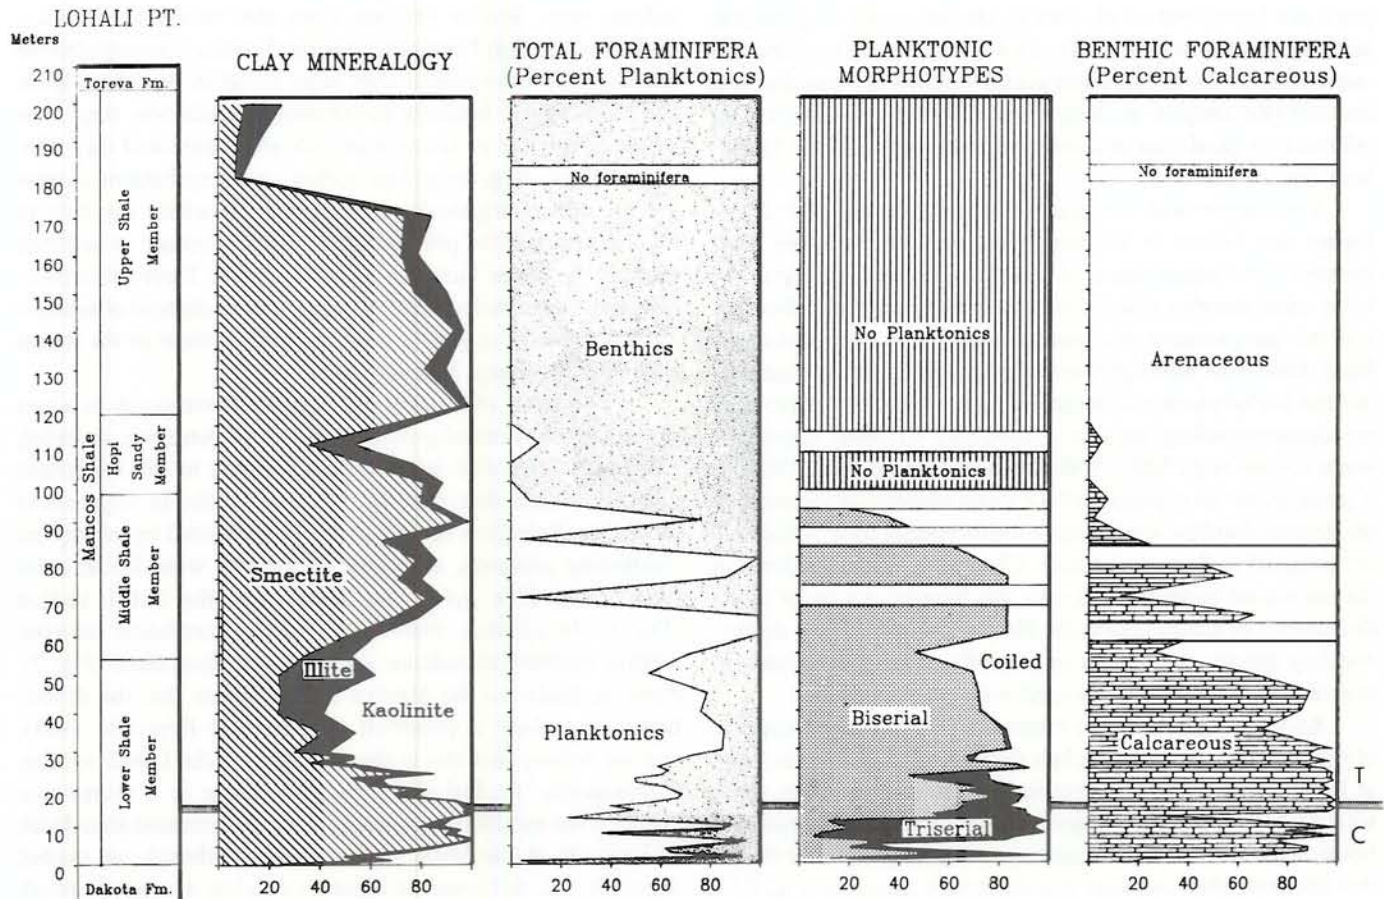 LOHALI PT.
Meters
CLAY MINERALOGY
TOTAL FORAMINIFERA
(Percent Planktonics)
PLANKTONIC
MORPHOTYPES
BENTHIC FORAMINIFERA
(Percent Calcareous)
210
200
190
180
170
160
150
140
130
120
110
100
90
80
70
60
50
40
30
20
10
0
Toreva Fm.
Mancos Shale
Upper Shale
Member
Hopi
Sandy
Member
Middle Shale
Member
Lower Shale
Member
Dakota Fm.
Smectite
Illite
Kaolinite
20 40 60 80
No foraminifera
Benthics
Planktonics
20 40 60 80
No Planktonics
No Planktonics
Coiled
Biserial
Triserial
20 40 60 80
No foraminifera
Arenaceous
Calcareous
20 40 60 80
T
C